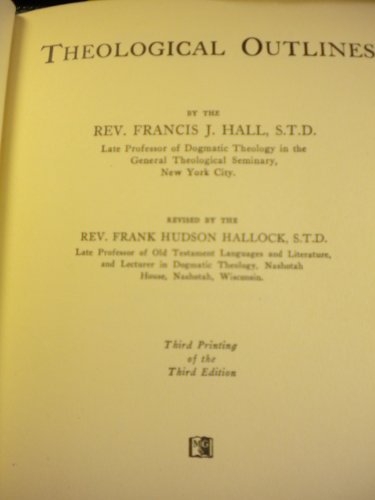 THEOLOGICAL OUTLINES
BY THE
REV. FRANCIS J. HALL, S.T.D.
Late Professor of Dogmatic Theology in the
General Theological Seminary,
New York City.
REVISED BY THE
REV. FRANK HUDSON HALLOCK, S.T.D.
Late Professor of Old Testament Languages and Literature,
and Lecturer in Dogmatic Theology, Nashotah
House, Nashotah, Wisconsin.
Third Printing
of the
Third Edition
MG